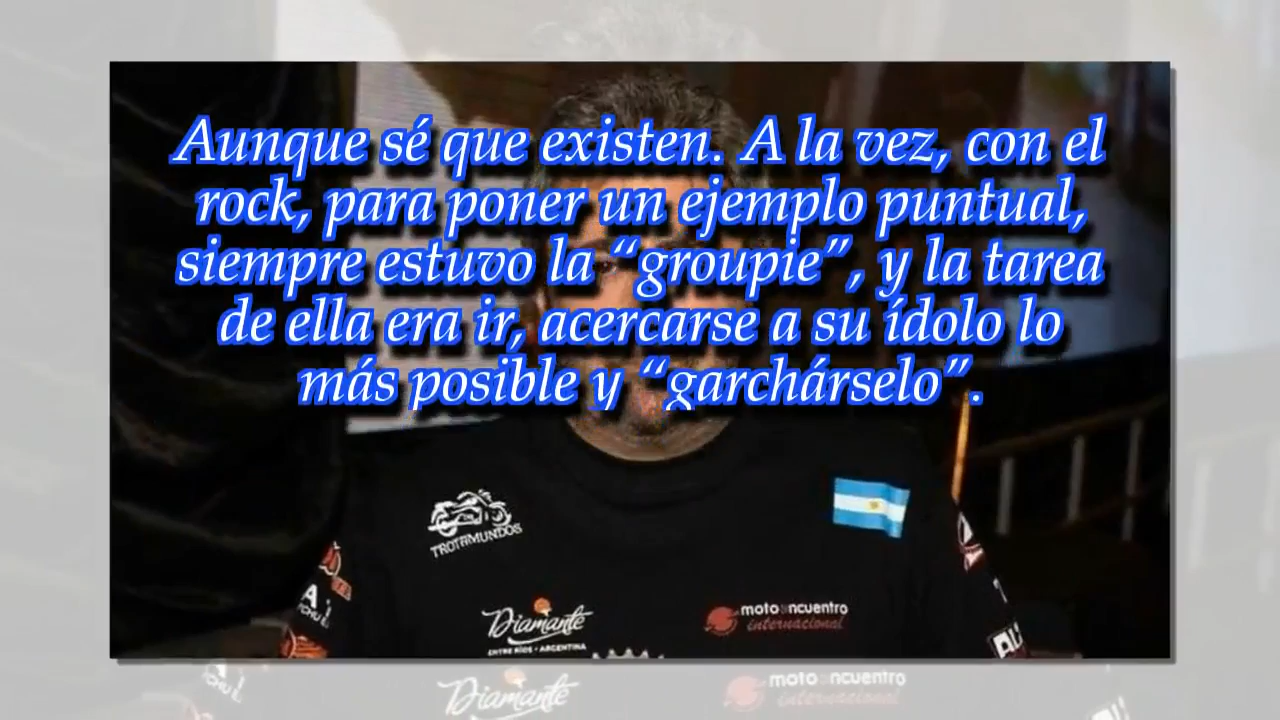 Aunque sé que existen. A la vez, con el
rock, para poner un ejemplo puntual,
siempre estuvo la “groupie”, y la tarea
de ella era ir, acercarse a su ídolo lo
más posible y “garchárselo”.
TROTAMUNDOS
Diamante
ENTRE RÍOS • ARGENTINA
motoencuentro
internacional
Diamante
motoencuentro
internacional